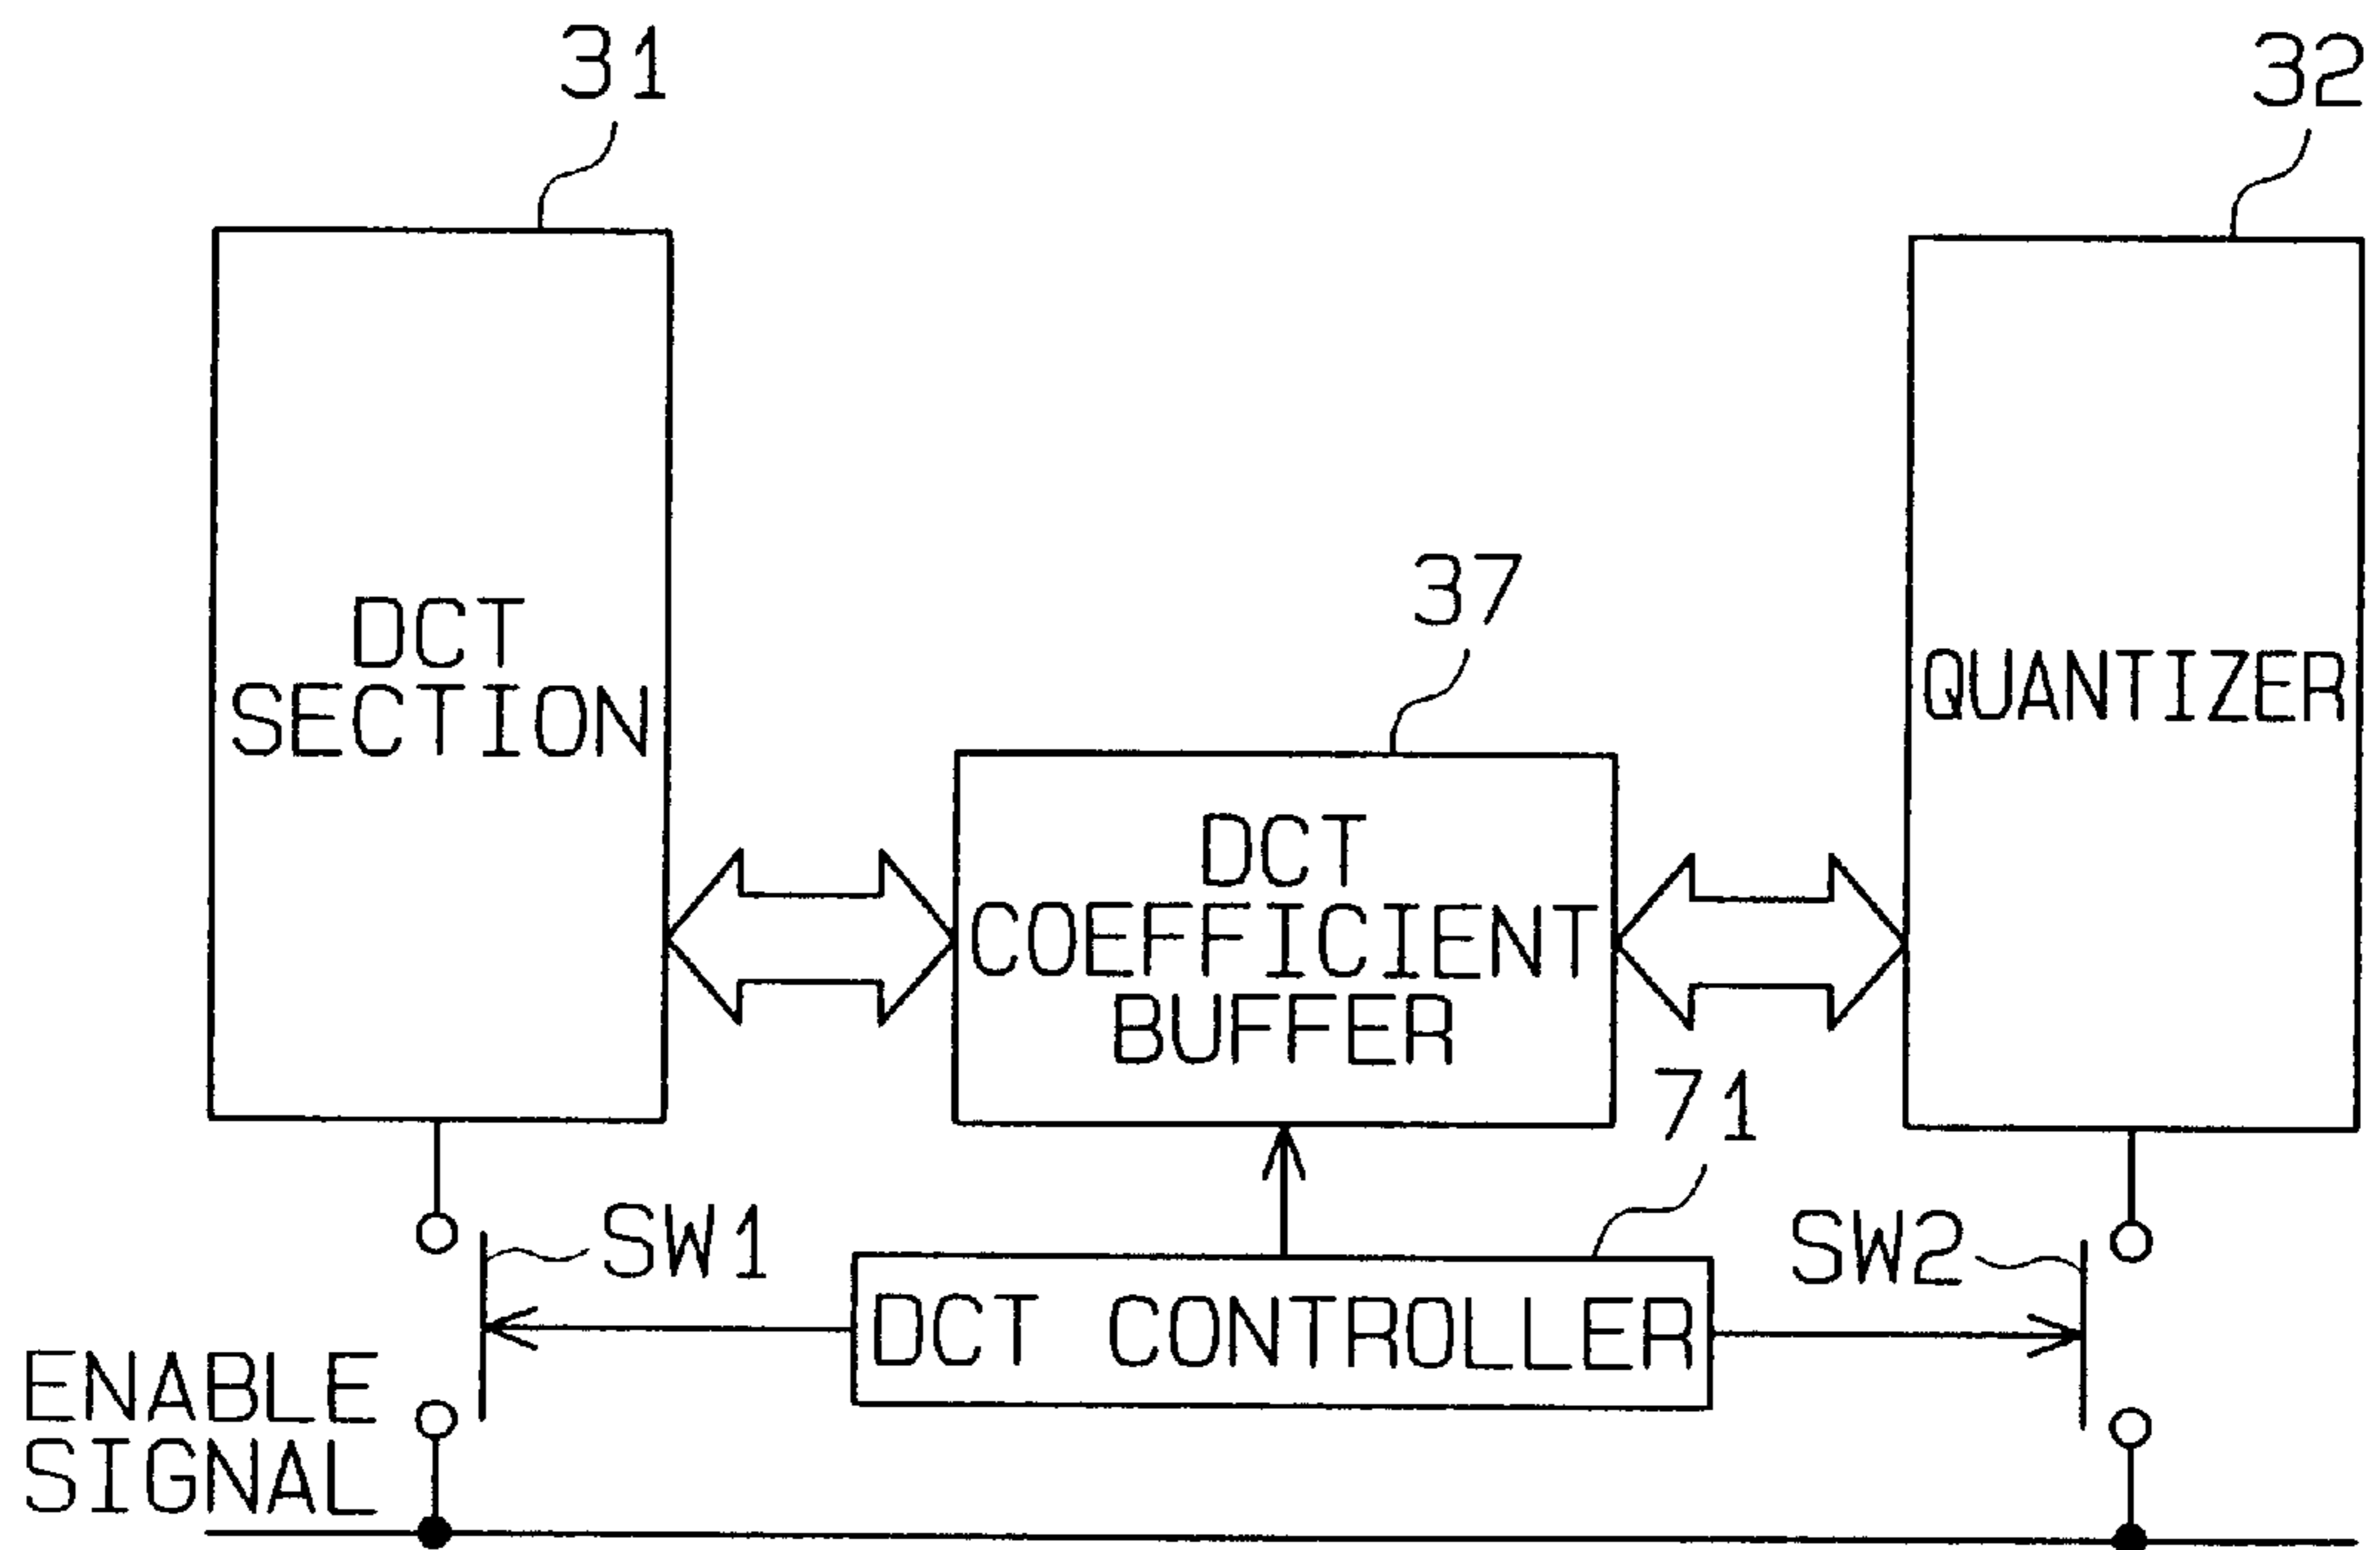 31
32
DCT
SECTION
37
QUANTIZER
DCT
COEFFICIENT
BUFFER
71
SW1
SW2
DCT CONTROLLER
ENABLE
SIGNAL